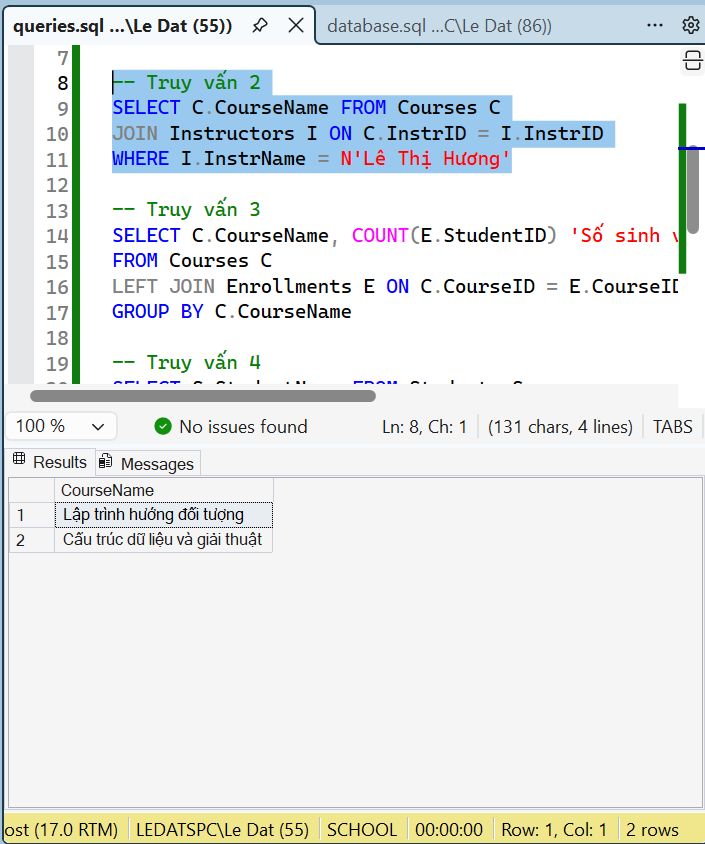 queries.sql ...\Le Dat (55))
database.sql ...C\Le Dat (86))
7
8 -- Truy vấn 2
9 SELECT C.CourseName FROM Courses C
10 JOIN Instructors I ON C.InstrID = I.InstrID
11 WHERE I.InstrName = N'Lê Thị Hương'
12
13 -- Truy vấn 3
14 SELECT C.CourseName, COUNT(E.StudentID) 'Số sinh v
15 FROM Courses C
16 LEFT JOIN Enrollments E ON C.CourseID = E.CourseID
17 GROUP BY C.CourseName
18
19 -- Truy vấn 4
100 % No issues found Ln: 8, Ch: 1 (131 chars, 4 lines) TABS
Results Messages
CourseName
1 Lập trình hướng đối tượng
2 Cấu trúc dữ liệu và giải thuật
ost (17.0 RTM) LEDATSPC\Le Dat (55) SCHOOL 00:00:00 Row: 1, Col: 1 2 rows